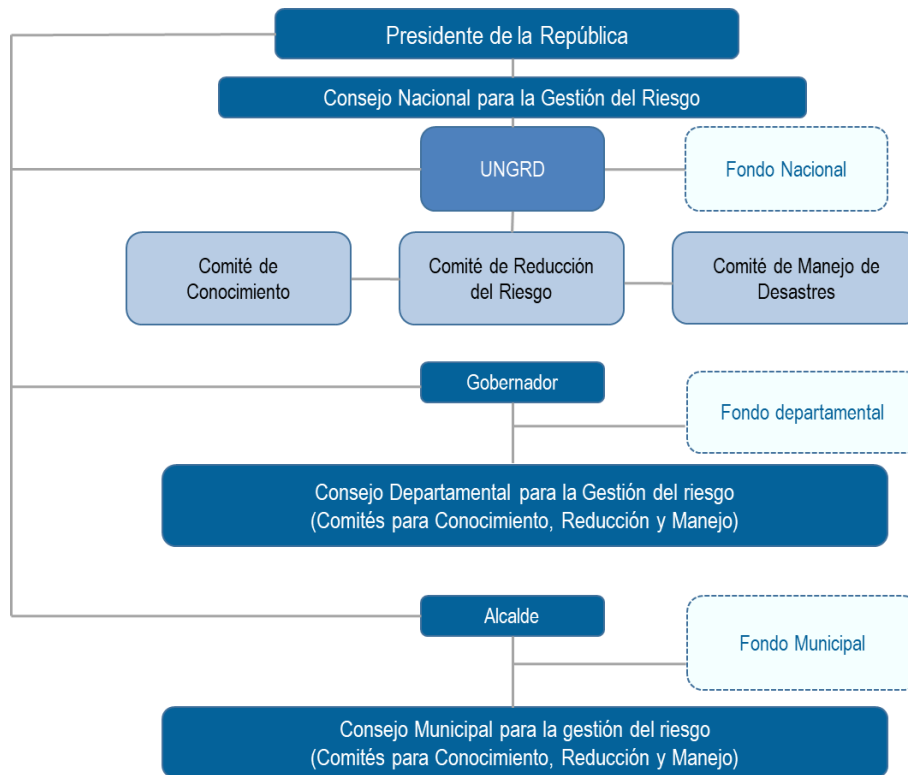 Presidente de la República
Consejo Nacional para la Gestión del Riesgo
UNGRD
Fondo Nacional
Comité de
Conocimiento
Comité de Reducción
del Riesgo
Comité de Manejo de
Desastres
Gobernador
Fondo departamental
Consejo Departamental para la Gestión del riesgo
(Comités para Conocimiento, Reducción y Manejo)
Alcalde
Fondo Municipal
Consejo Municipal para la gestión del riesgo
(Comités para Conocimiento, Reducción y Manejo)